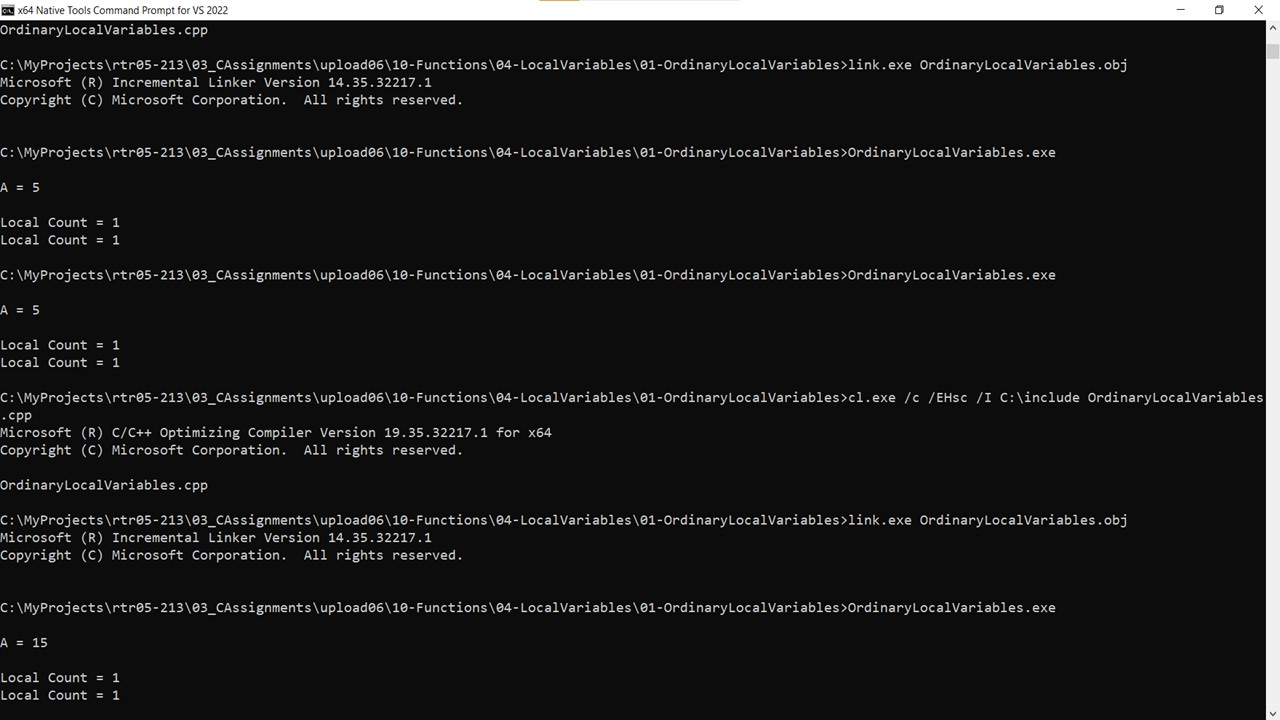 x64 Native Tools Command Prompt for VS 2022
OrdinaryLocalVariables.cpp
C:\MyProjects\rtr05-213\03_CAssignments\upload06\10-Functions\04-LocalVariables\01-OrdinaryLocalVariables>link.exe OrdinaryLocalVariables.obj
Microsoft (R) Incremental Linker Version 14.35.32217.1
Copyright (C) Microsoft Corporation.  All rights reserved.
C:\MyProjects\rtr05-213\03_CAssignments\upload06\10-Functions\04-LocalVariables\01-OrdinaryLocalVariables>OrdinaryLocalVariables.exe
A = 5
Local Count = 1
Local Count = 1
C:\MyProjects\rtr05-213\03_CAssignments\upload06\10-Functions\04-LocalVariables\01-OrdinaryLocalVariables>OrdinaryLocalVariables.exe
A = 5
Local Count = 1
Local Count = 1
C:\MyProjects\rtr05-213\03_CAssignments\upload06\10-Functions\04-LocalVariables\01-OrdinaryLocalVariables>cl.exe /c /EHsc /I C:\include OrdinaryLocalVariables
.cpp
Microsoft (R) C/C++ Optimizing Compiler Version 19.35.32217.1 for x64
Copyright (C) Microsoft Corporation.  All rights reserved.
OrdinaryLocalVariables.cpp
C:\MyProjects\rtr05-213\03_CAssignments\upload06\10-Functions\04-LocalVariables\01-OrdinaryLocalVariables>link.exe OrdinaryLocalVariables.obj
Microsoft (R) Incremental Linker Version 14.35.32217.1
Copyright (C) Microsoft Corporation.  All rights reserved.
C:\MyProjects\rtr05-213\03_CAssignments\upload06\10-Functions\04-LocalVariables\01-OrdinaryLocalVariables>OrdinaryLocalVariables.exe
A = 15
Local Count = 1
Local Count = 1